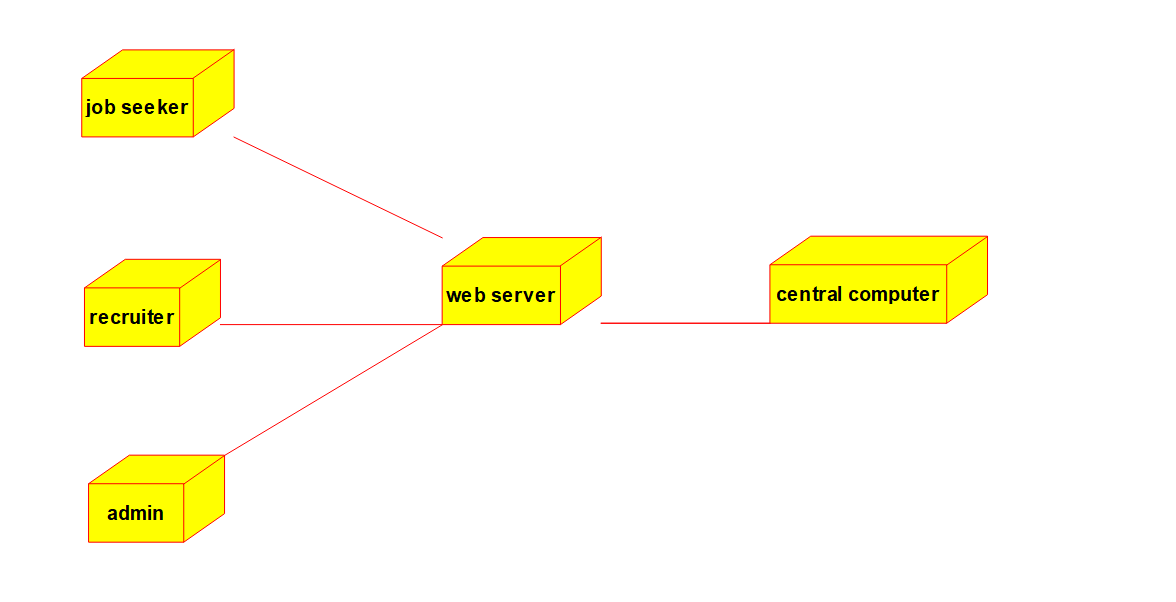 job seeker
recruiter
web server
central computer
admin